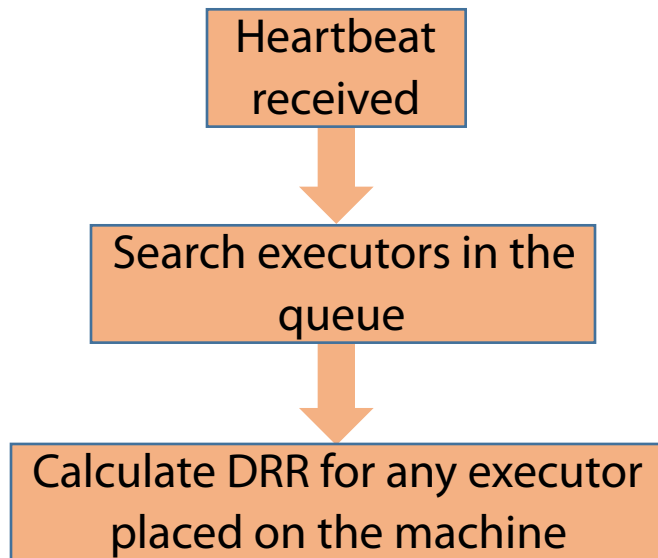 Heartbeat
received
Search executors in the
queue
Calculate DRR for any executor
placed on the machine